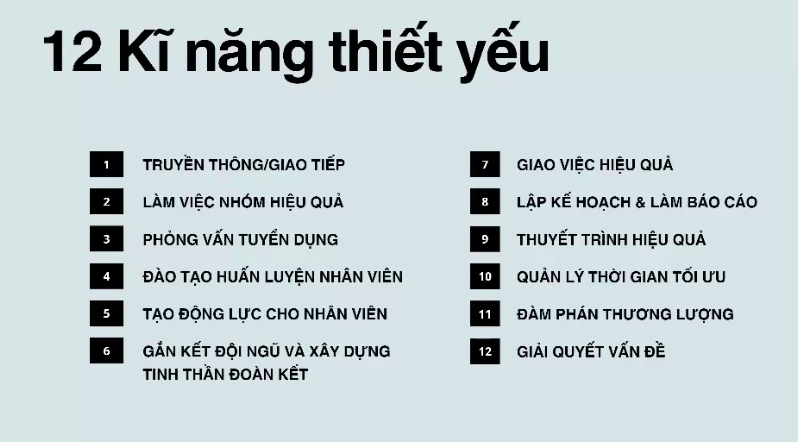 12 Kĩ năng thiết yếu
1 TRUYỀN THÔNG/GIAO TIẾP
2 LÀM VIỆC NHÓM HIỆU QUẢ
3 PHỎNG VẤN TUYỂN DỤNG
4 ĐÀO TẠO HUẤN LUYỆN NHÂN VIÊN
5 TẠO ĐỘNG LỰC CHO NHÂN VIÊN
6 GẮN KẾT ĐỘI NGŨ VÀ XÂY DỰNG
TINH THẦN ĐOÀN KẾT
7 GIAO VIỆC HIỆU QUẢ
8 LẬP KẾ HOẠCH & LÀM BÁO CÁO
9 THUYẾT TRÌNH HIỆU QUẢ
10 QUẢN LÝ THỜI GIAN TỐI ƯU
11 ĐÀM PHÁN THƯƠNG LƯỢNG
12 GIẢI QUYẾT VẤN ĐỀ